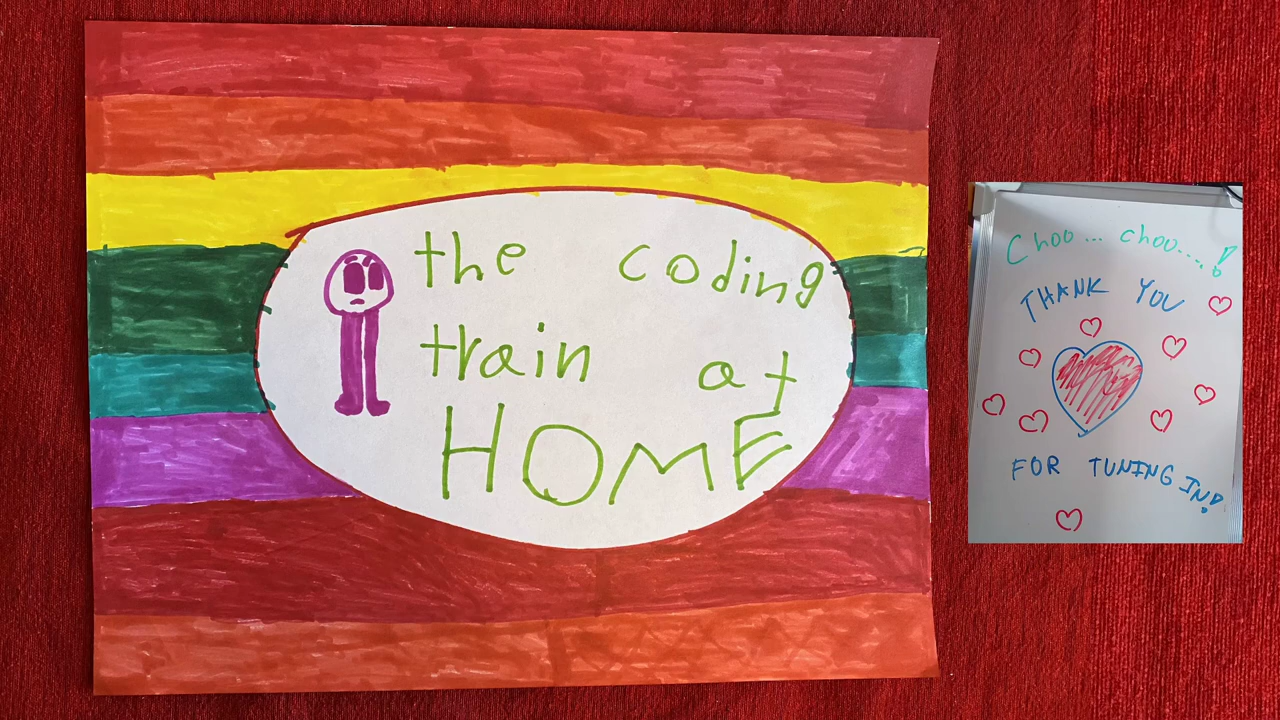 the coding
train at
HOME
Choo... choo....!
THANK YOU
FOR TUNING IN!